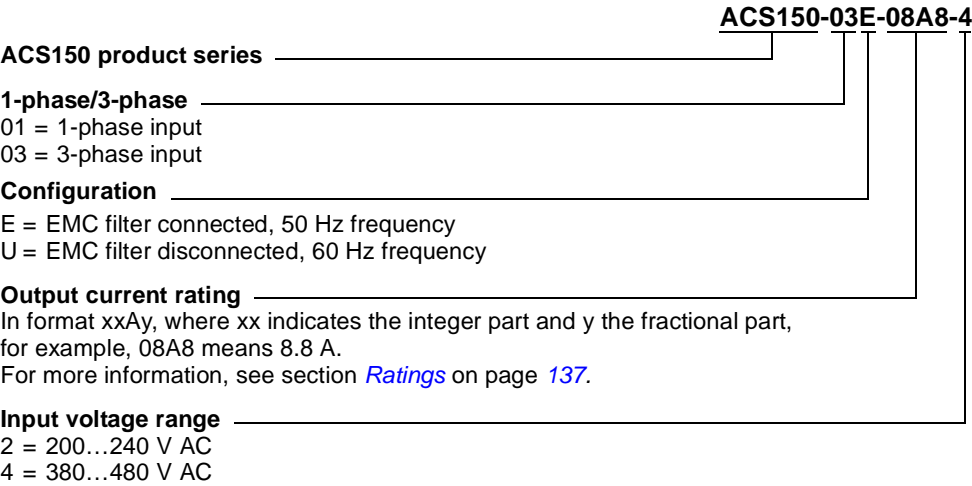 ACS150-03E-08A8-4
ACS150 product series
1-phase/3-phase
01 = 1-phase input
03 = 3-phase input
Configuration
E = EMC filter connected, 50 Hz frequency
U = EMC filter disconnected, 60 Hz frequency
Output current rating
In format xxAy, where xx indicates the integer part and y the fractional part,
for example, 08A8 means 8.8 A.
For more information, see section Ratings on page 137.
Input voltage range
2 = 200…240 V AC
4 = 380…480 V AC